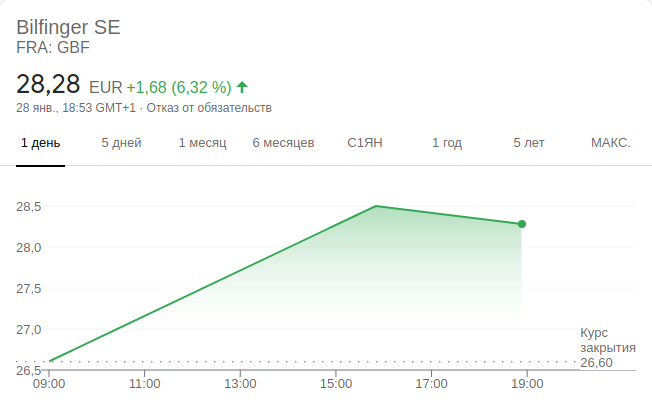 Bilfinger SE
FRA: GBF
28,28 EUR +1,68 (6,32 %)
28 янв., 18:53 GMT+1 · Отказ от обязательств
1 день 5 дней 1 месяц 6 месяцев С1ЯН 1 год 5 лет МАКС.
28,5
28,0
27,5
27,0
Курс
закрытия
26,60
26,5
09:00 11:00 13:00 15:00 17:00 19:00